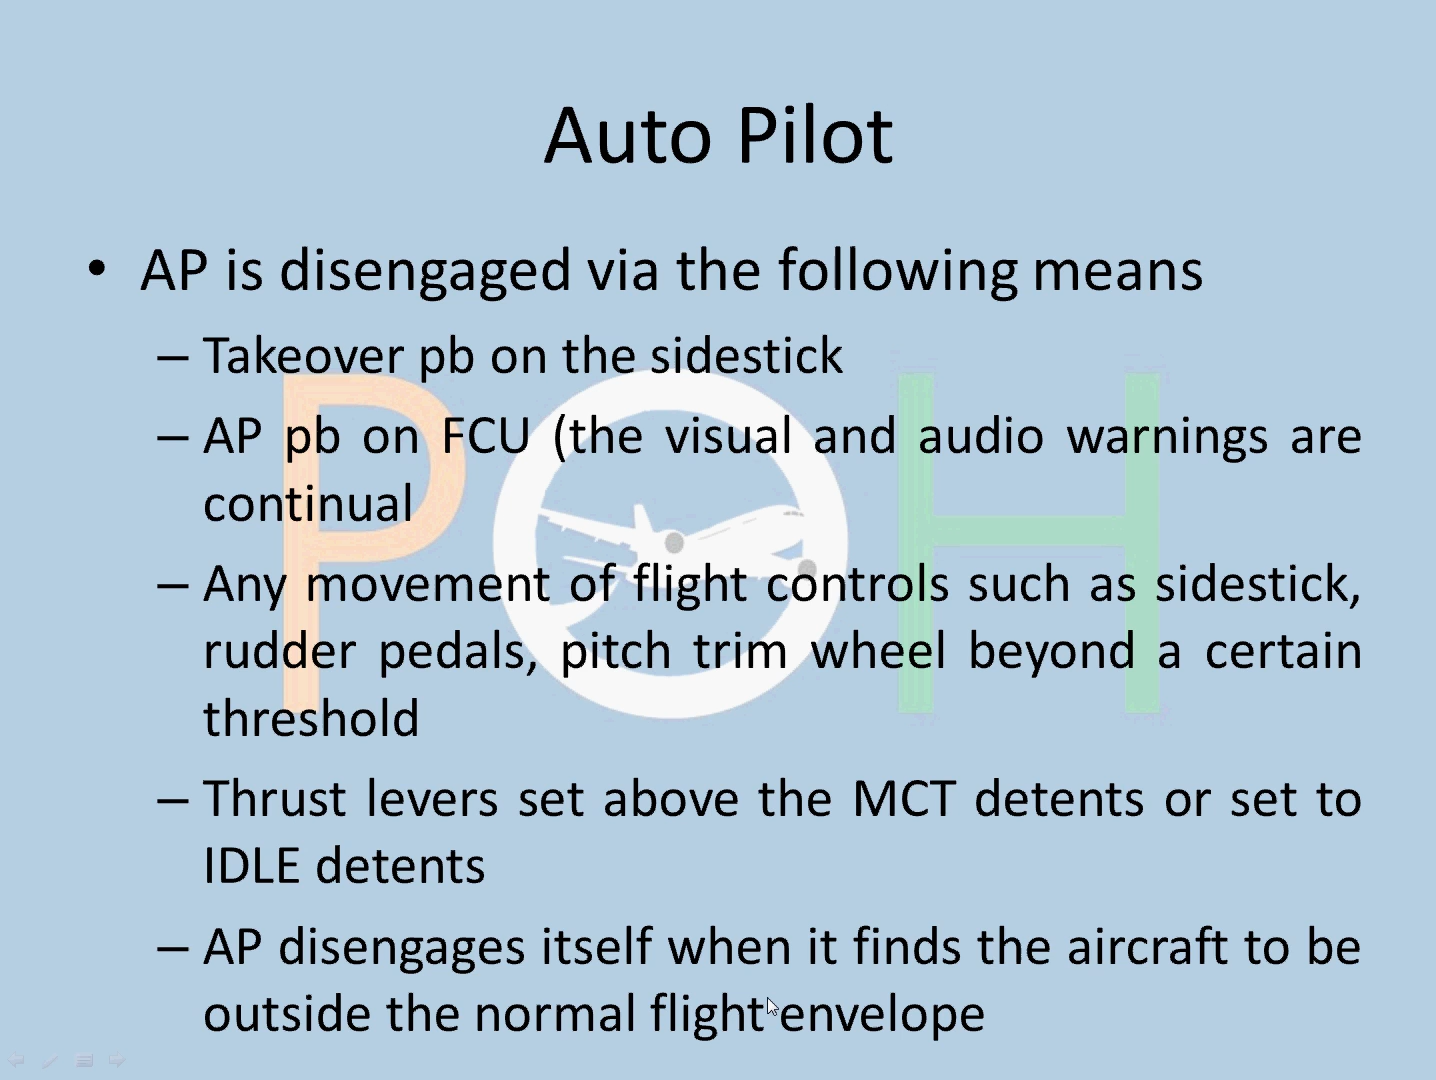 Auto Pilot
• AP is disengaged via the following means
– Takeover pb on the sidestick
– AP pb on FCU (the visual and audio warnings are
continual
– Any movement of flight controls such as sidestick,
rudder pedals, pitch trim wheel beyond a certain
threshold
– Thrust levers set above the MCT detents or set to
IDLE detents
– AP disengages itself when it finds the aircraft to be
outside the normal flight envelope
POH